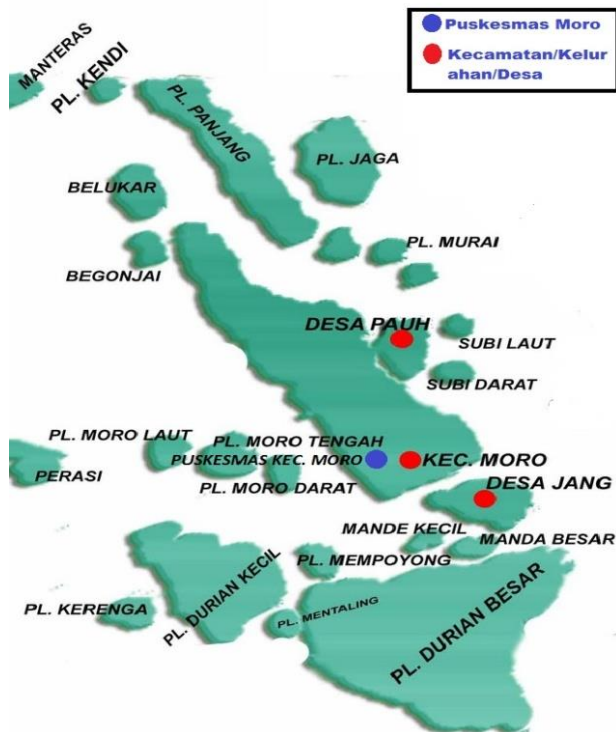 Puskesmas Moro
Kecamatan/Kelur
ahan/Desa
MANTERAS
PL. KENDI
PL. PANJANG
PL. JAGA
BELUKAR
PL. MURAI
BEGONJAI
DESA PAUH
SUBI LAUT
SUBI DARAT
PL. MORO LAUT
PL. MORO TENGAH
PUSKESMAS KEC. MORO
KEC. MORO
PERASI
PL. MORO DARAT
DESA JANG
MANDE KECIL
MANDA BESAR
PL. MEMPOYONG
PL. DURIAN KECIL
PL. KERENGA
PL. MENTALING
PL. DURIAN BESAR